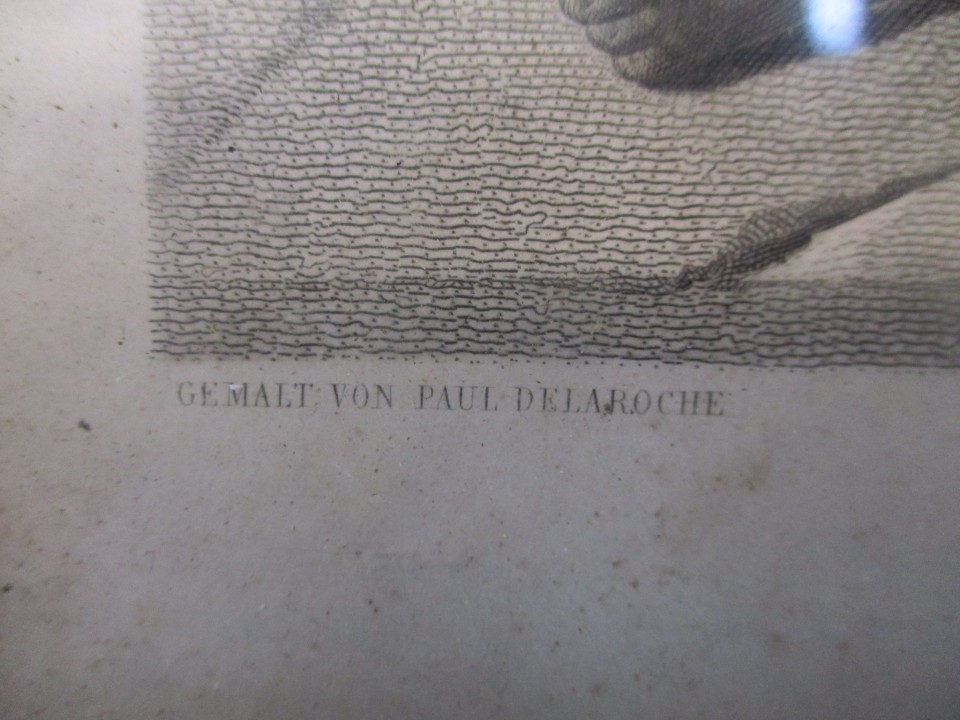 GEMALT VON PAUL DELAROCHE